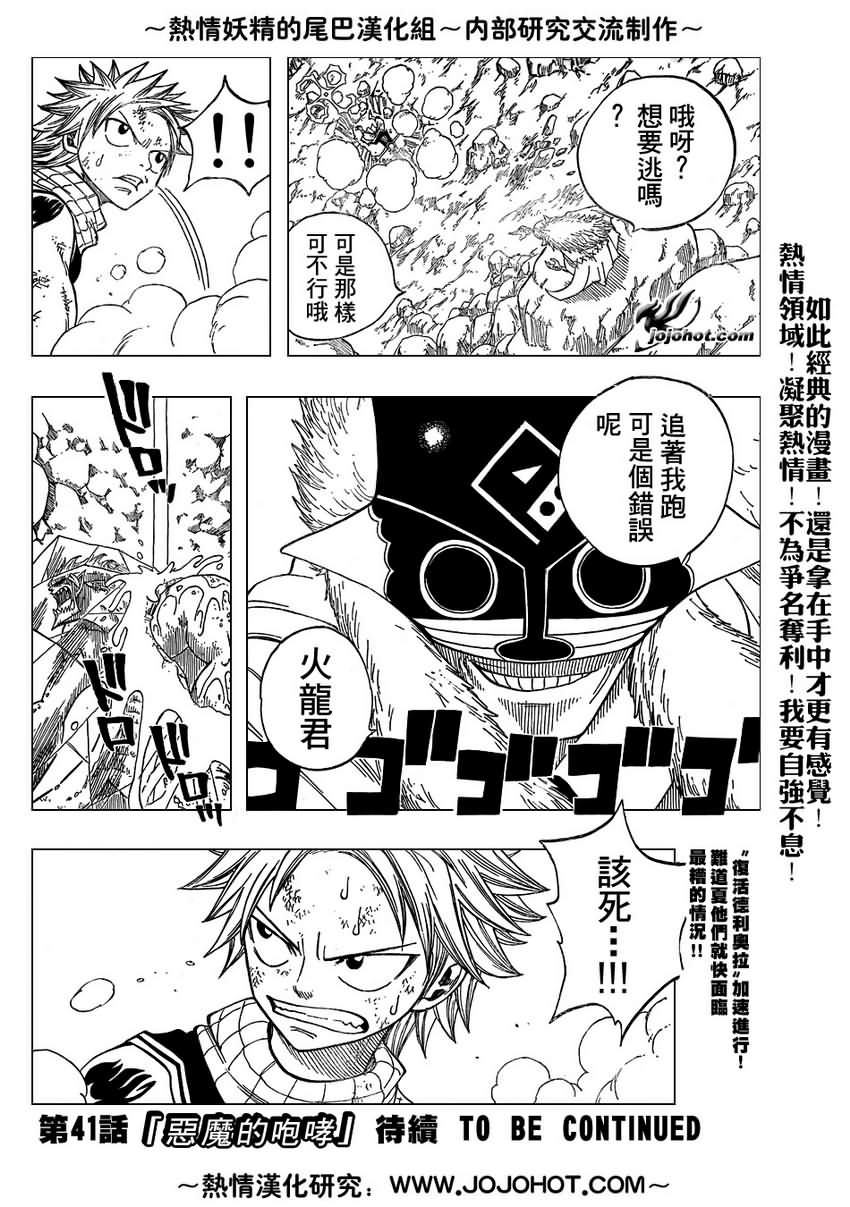 ～熱情妖精的尾巴漢化組～内部研究交流制作～
哦呀？
想要逃嗎
？
可是那樣
可不行哦
jojohot.com
!!
追著我跑
可是個錯誤
呢
火龍君
ゴゴゴゴ
ドロッ
ドロ
ドロ
該死…!!!
如此經典的漫畫！還是拿在手中才更有感覺！
熱情領域！凝聚熱情！不為爭名奪利！我要自強不息！
“復活德利奧拉”加速進行！
難道夏他們就快面臨
最糟的情況!!
第41話「惡魔的咆哮」 待續 TO BE CONTINUED
～熱情漢化研究：WWW.JOJOHOT.COM～